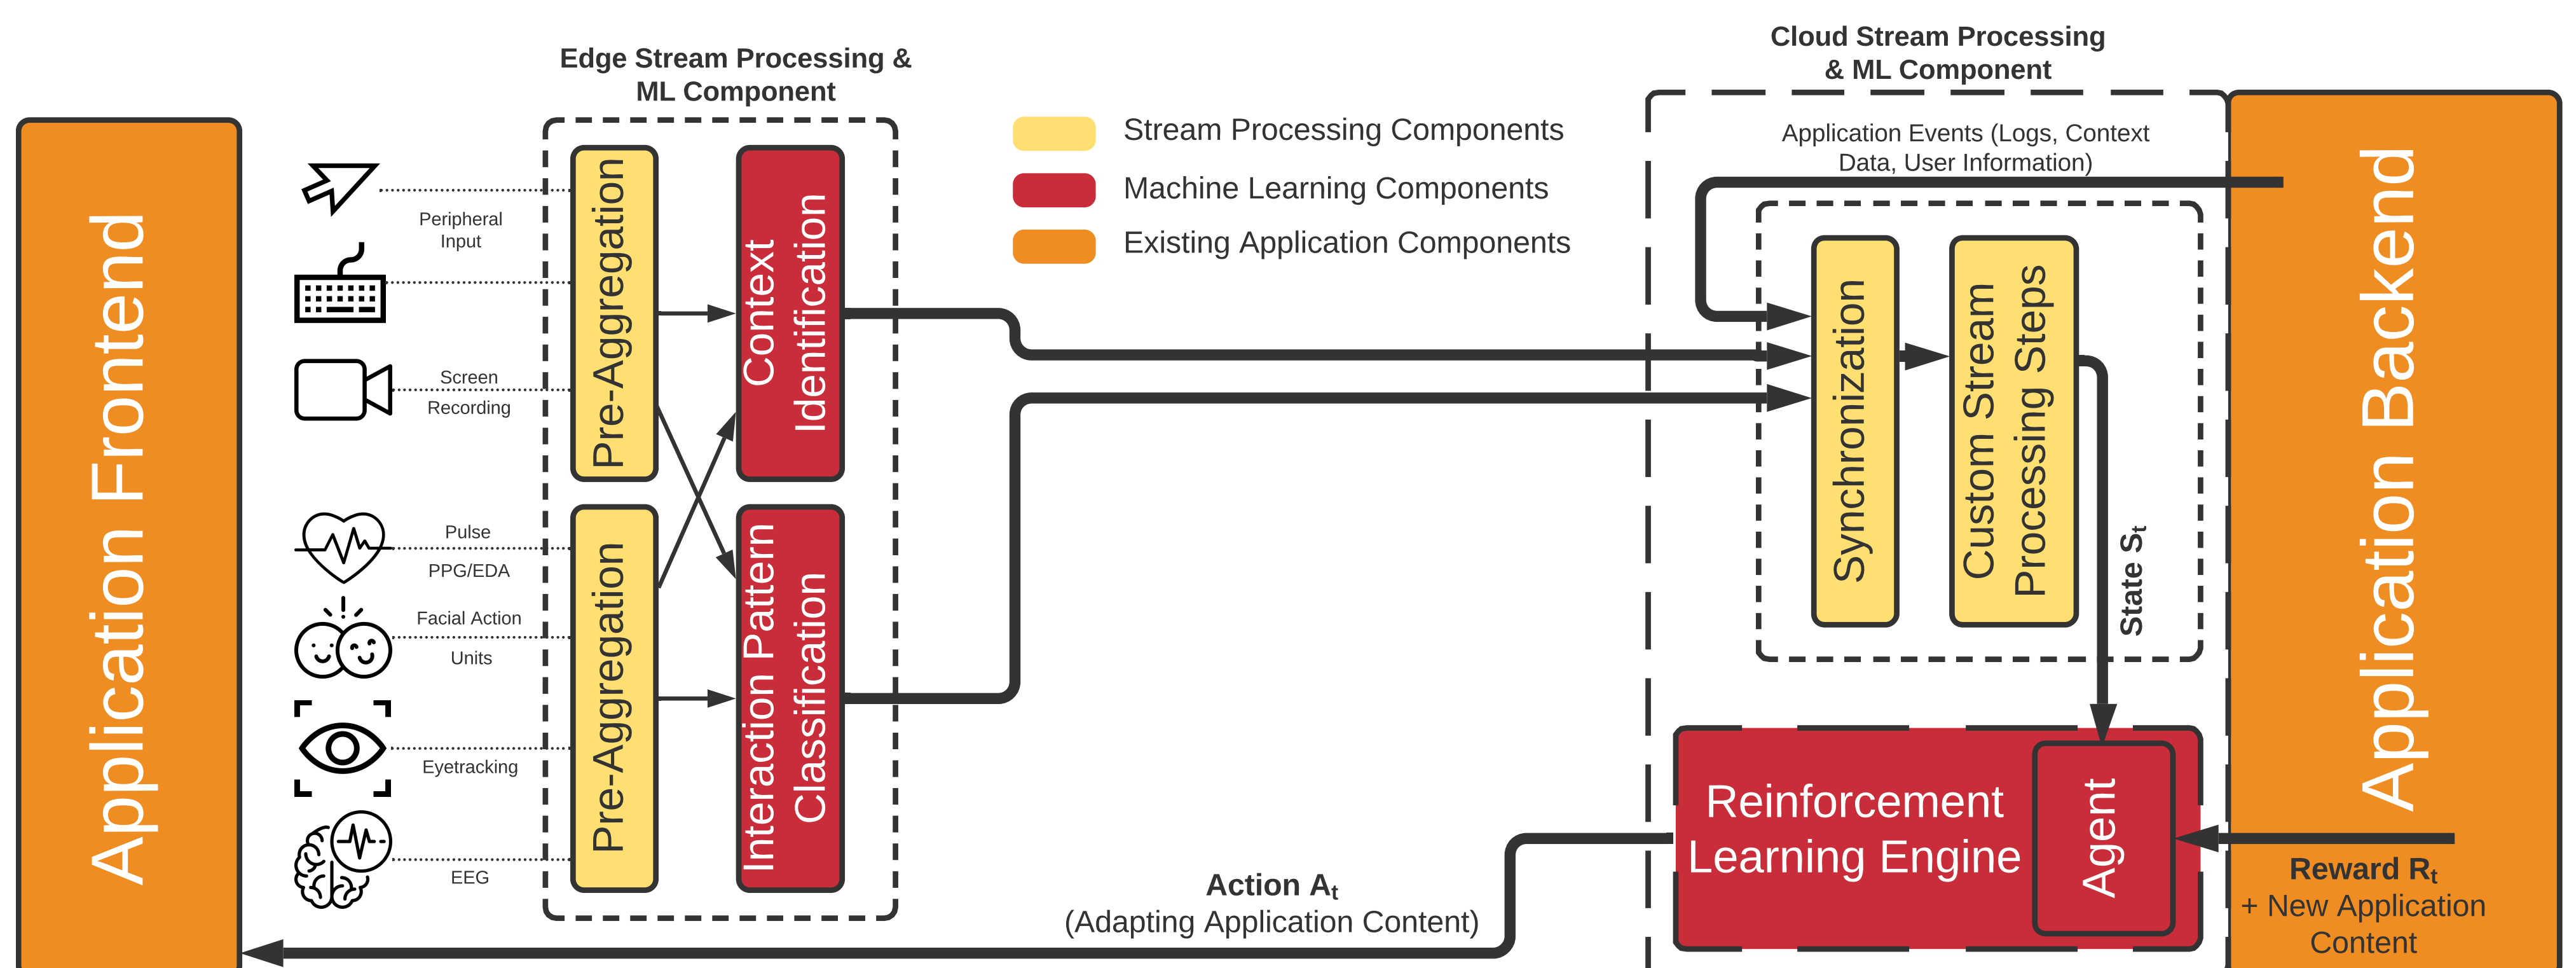 Edge Stream Processing &
ML Component
Cloud Stream Processing
& ML Component
Application Frontend
Peripheral
Input
Screen
Recording
Pulse
PPG/EDA
Facial Action
Units
Eyetracking
EEG
Pre-Aggregation
Pre-Aggregation
Context
Identification
Interaction Pattern
Classification
Stream Processing Components
Machine Learning Components
Existing Application Components
Application Events (Logs, Context
Data, User Information)
Synchronization
Custom Stream
Processing Steps
State St
Reinforcement
Learning Engine
Agent
Application Backend
Reward Rt
+ New Application
Content
Action At
(Adapting Application Content)